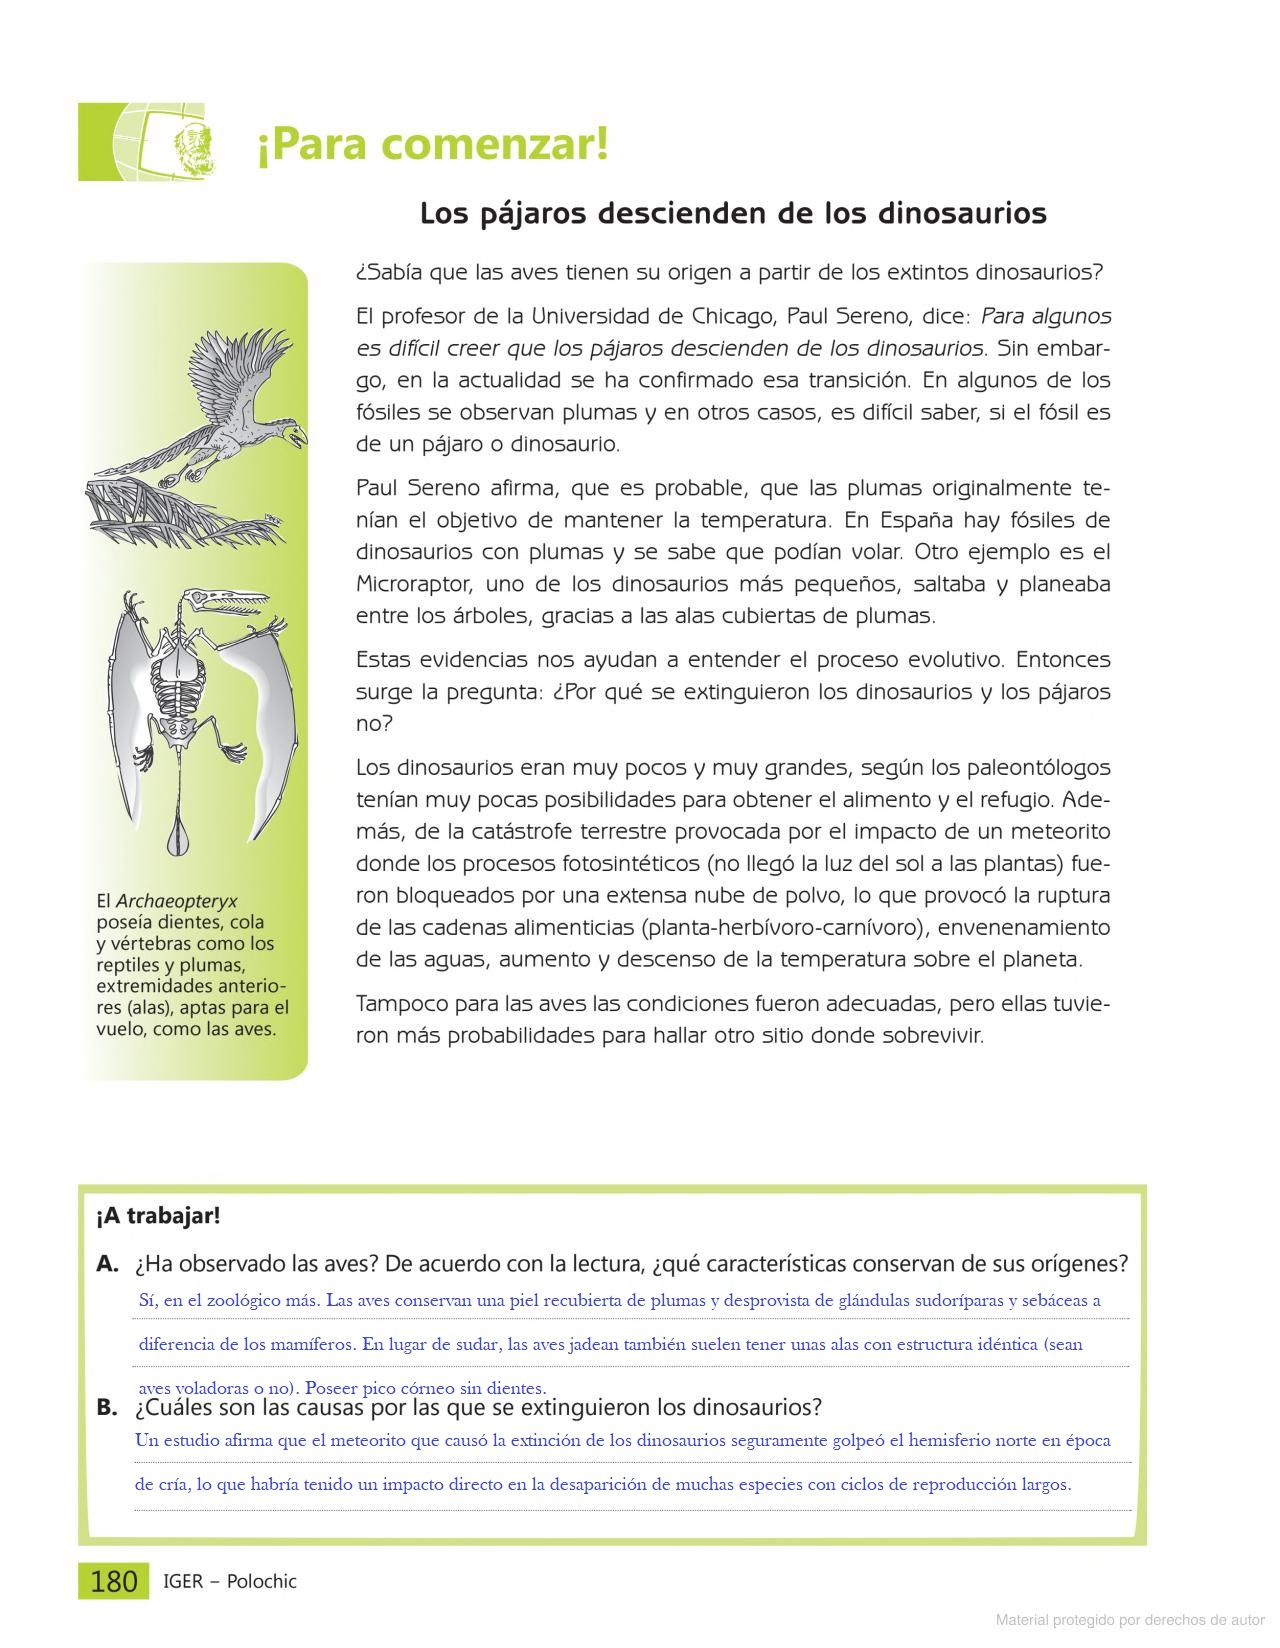 ¡Para comenzar!
Los pájaros descienden de los dinosaurios
¿Sabía que las aves tienen su origen a partir de los extintos dinosaurios?
El profesor de la Universidad de Chicago, Paul Sereno, dice: Para algunos
es difícil creer que los pájaros descienden de los dinosaurios. Sin embar-
go, en la actualidad se ha confirmado esa transición. En algunos de los
fósiles se observan plumas y en otros casos, es difícil saber, si el fósil es
de un pájaro o dinosaurio.
Paul Sereno afirma, que es probable, que las plumas originalmente te-
nían el objetivo de mantener la temperatura. En España hay fósiles de
dinosaurios con plumas y se sabe que podían volar. Otro ejemplo es el
Microraptor, uno de los dinosaurios más pequeños, saltaba y planeaba
entre los árboles, gracias a las alas cubiertas de plumas.
Estas evidencias nos ayudan a entender el proceso evolutivo. Entonces
surge la pregunta: ¿Por qué se extinguieron los dinosaurios y los pájaros
no?
Los dinosaurios eran muy pocos y muy grandes, según los paleontólogos
tenían muy pocas posibilidades para obtener el alimento y el refugio. Ade-
más, de la catástrofe terrestre provocada por el impacto de un meteorito
donde los procesos fotosintéticos (no llegó la luz del sol a las plantas) fue-
ron bloqueados por una extensa nube de polvo, lo que provocó la ruptura
de las cadenas alimenticias (planta-herbívoro-carnívoro), envenenamiento
de las aguas, aumento y descenso de la temperatura sobre el planeta.
Tampoco para las aves las condiciones fueron adecuadas, pero ellas tuvie-
ron más probabilidades para hallar otro sitio donde sobrevivir.
El Archaeopteryx
poseía dientes, cola
y vértebras como los
reptiles y plumas,
extremidades anterio-
res (alas), aptas para el
vuelo, como las aves.
¡A trabajar!
A. ¿Ha observado las aves? De acuerdo con la lectura, ¿qué características conservan de sus orígenes?
Sí, en el zoológico más. Las aves conservan una piel recubierta de plumas y desprovista de glándulas sudoríparas y sebáceas a
diferencia de los mamíferos. En lugar de sudar, las aves jadean también suelen tener unas alas con estructura idéntica (sean
aves voladoras o no). Poseer pico córneo sin dientes.
B. ¿Cuáles son las causas por las que se extinguieron los dinosaurios?
Un estudio afirma que el meteorito que causó la extinción de los dinosaurios seguramente golpeó el hemisferio norte en época
de cría, lo que habría tenido un impacto directo en la desaparición de muchas especies con ciclos de reproducción largos.
180 IGER – Polochic
Material protegido por derechos de autor